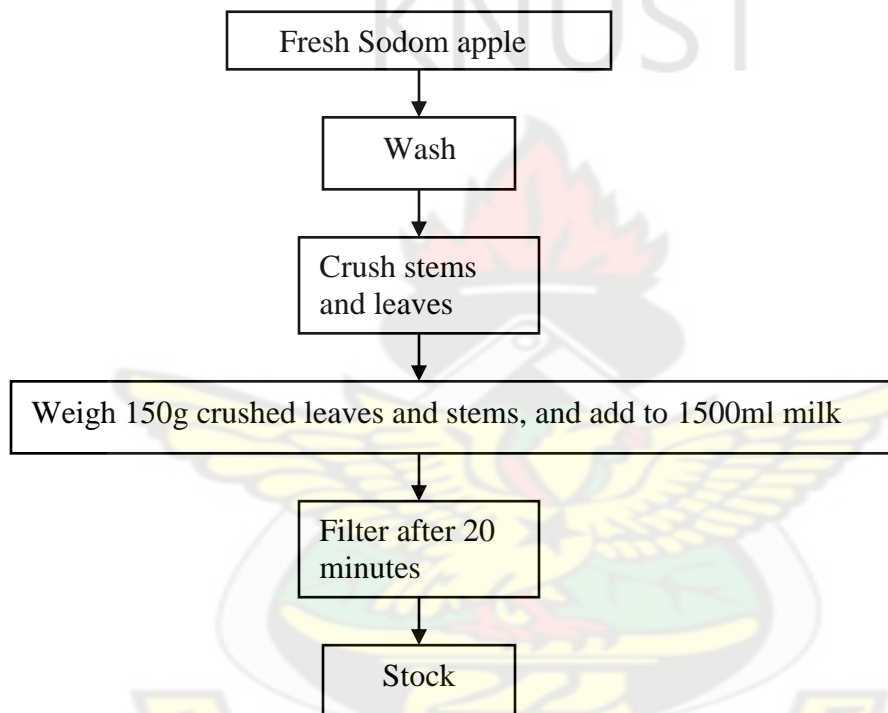 KNUST
Fresh Sodom apple
Wash
Crush stems
and leaves
Weigh 150g crushed leaves and stems, and add to 1500ml milk
Filter after 20
minutes
Stock